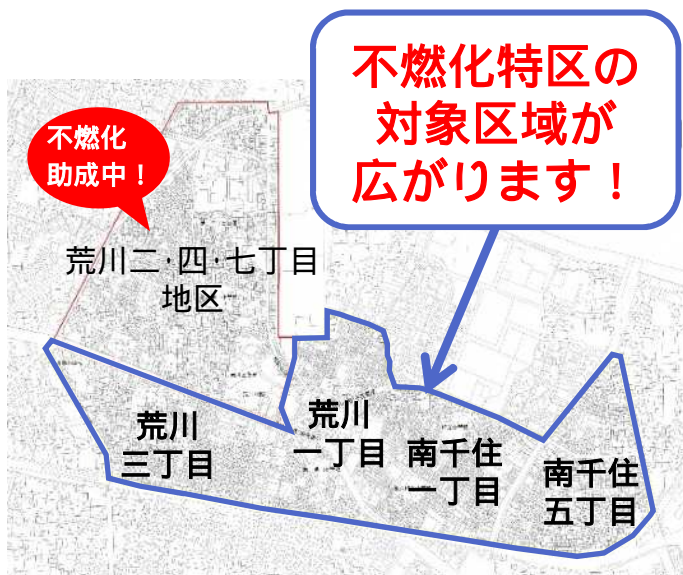 不燃化特区の
対象区域が
広がります！
不燃化
助成中！
荒川二・四・七丁目
地区
荒川
三丁目
荒川
一丁目
南千住
一丁目
南千住
五丁目